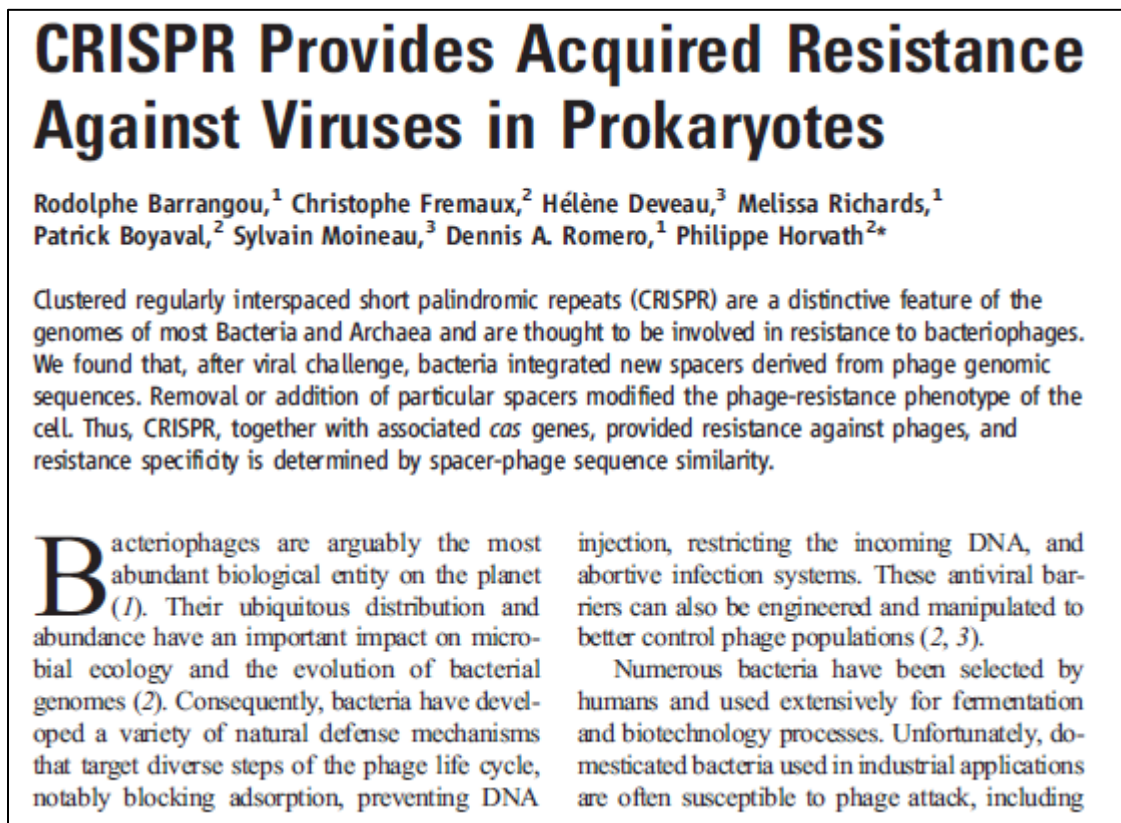 CRISPR Provides Acquired Resistance
Against Viruses in Prokaryotes
Rodolphe Barrangou,¹ Christophe Fremaux,² Hélène Deveau,³ Melissa Richards,¹
Patrick Boyaval,² Sylvain Moineau,³ Dennis A. Romero,¹ Philippe Horvath²*
Clustered regularly interspaced short palindromic repeats (CRISPR) are a distinctive feature of the
genomes of most Bacteria and Archaea and are thought to be involved in resistance to bacteriophages.
We found that, after viral challenge, bacteria integrated new spacers derived from phage genomic
sequences. Removal or addition of particular spacers modified the phage-resistance phenotype of the
cell. Thus, CRISPR, together with associated cas genes, provided resistance against phages, and
resistance specificity is determined by spacer-phage sequence similarity.
Bacteriophages are arguably the most
abundant biological entity on the planet
(1). Their ubiquitous distribution and
abundance have an important impact on micro-
bial ecology and the evolution of bacterial
genomes (2). Consequently, bacteria have devel-
oped a variety of natural defense mechanisms
that target diverse steps of the phage life cycle,
notably blocking adsorption, preventing DNA
injection, restricting the incoming DNA, and
abortive infection systems. These antiviral bar-
riers can also be engineered and manipulated to
better control phage populations (2, 3).
Numerous bacteria have been selected by
humans and used extensively for fermentation
and biotechnology processes. Unfortunately, do-
mesticated bacteria used in industrial applications
are often susceptible to phage attack, including